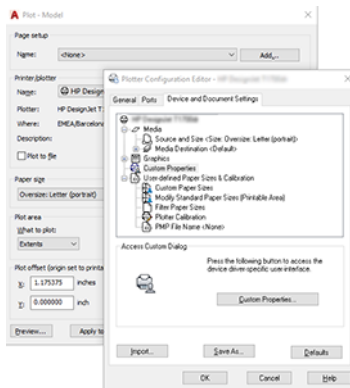 Plot - Model
Page setup
Name: <None> Add...
Printer/plotter
Name: HP Design
Plotter: HP DesignJet T
Where: EMEA/Barcelon
Description:
Plot to file
Paper size
Oversize: Letter (portrait)
Plot area
What to plot:
Extents
Plot offset (origin set to printa
X: 1.175375 inches
Y: 0.000000 inch
Preview... Apply to
Plotter Configuration Editor -
General Ports Device and Document Settings
Media
Source and Size <Size: Oversize: Letter (portrait)>
Media Destination <Default>
Graphics
Custom Properties
User-defined Paper Sizes & Calibration
Custom Paper Sizes
Modify Standard Paper Sizes (Printable Area)
Filter Paper Sizes
Plotter Calibration
PMP File Name <None>
Access Custom Dialog
Press the following button to access the
device driver-specific user interface.
Custom Properties...
Import... Save As... Defaults
OK Cancel Help